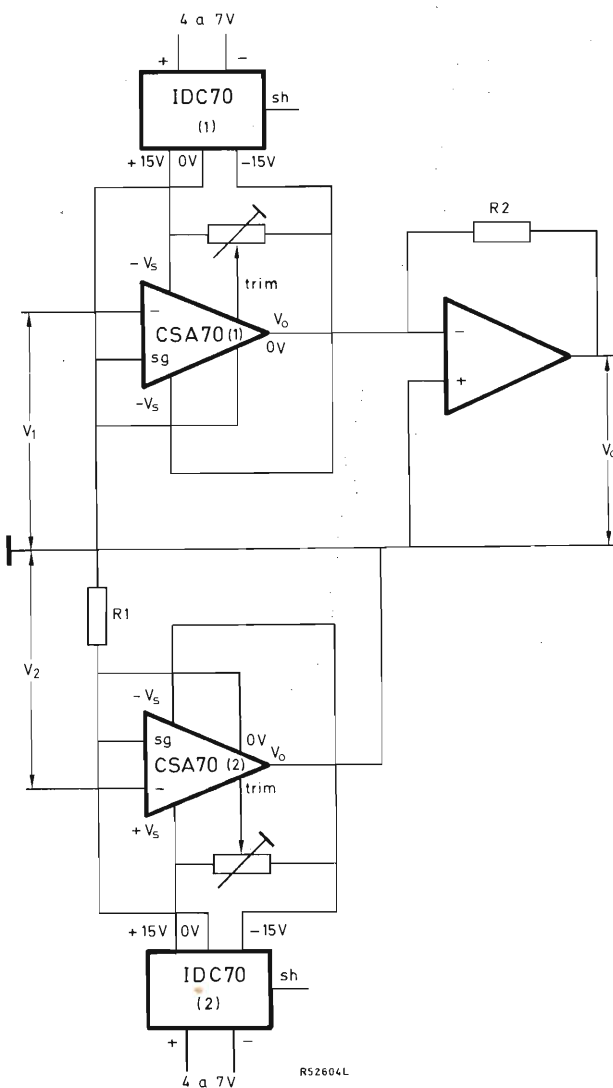 4 a 7V
+ -
IDC70
(1)
sh
+15V 0V -15V
R2
-Vs
trim
-
CSA70 (1)
Vo
0V
sg
-Vs
-
+
V1
Vo
R1
V2
-Vs
sg
0V
Vo
CSA70 (2)
-
trim
+Vs
+15V 0V -15V
IDC70
(2)
sh
+ -
4 a 7V
RS2604L